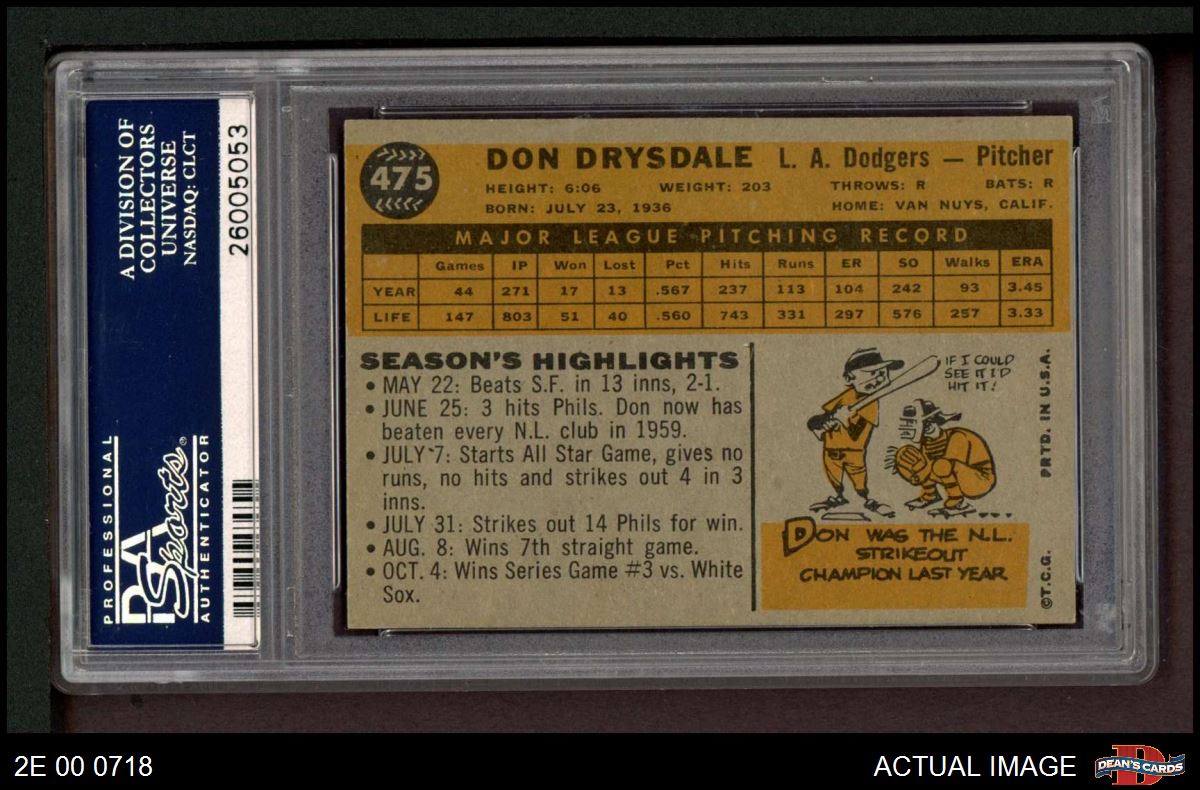 A DIVISION OF
COLLECTORS
UNIVERSE
NASDAQ: CLCT
26005053
PROFESSIONAL
PSA
Sports®
AUTHENTICATOR
475
DON DRYSDALE L. A. Dodgers — Pitcher
HEIGHT: 6:06 WEIGHT: 203 THROWS: R BATS: R
BORN: JULY 23, 1936 HOME: VAN NUYS, CALIF.
MAJOR LEAGUE PITCHING RECORD
Games IP Won Lost Pct Hits Runs ER SO Walks ERA
YEAR 44 271 17 13 .567 237 113 104 242 93 3.45
LIFE 147 803 51 40 .560 743 331 297 576 257 3.33
SEASON'S HIGHLIGHTS
• MAY 22: Beats S.F. in 13 inns, 2-1.
• JUNE 25: 3 hits Phils. Don now has
beaten every N.L. club in 1959.
• JULY 7: Starts All Star Game, gives no
runs, no hits and strikes out 4 in 3
inns.
• JULY 31: Strikes out 14 Phils for win.
• AUG. 8: Wins 7th straight game.
• OCT. 4: Wins Series Game #3 vs. White
Sox.
IF I COULD
SEE IT I'D
HIT IT!
DON WAS THE N.L.
STRIKEOUT
CHAMPION LAST YEAR.
©T.C.G. PRTD. IN U.S.A.
2E 00 0718
ACTUAL IMAGE
DEAN'S CARDS